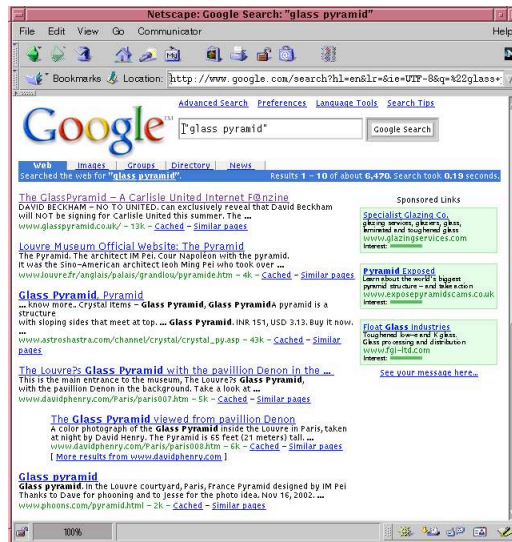 Netscape: Google Search: "glass pyramid"
File Edit View Go Communicator Help
Bookmarks Location: http://www.google.com/search?hl=en&lr=&ie=UTF-8&q=%22glass+
Advanced Search Preferences Language Tools Search Tips
Google™
"glass pyramid"
Google Search
Web Images Groups Directory News
Searched the web for "glass pyramid". Results 1 – 10 of about 6,470. Search took 0.19 seconds.
The GlassPyramid – A Carlisle United Internet F@nzine
DAVID BECKHAM – NO TO UNITED. can exclusively reveal that David Beckham
will NOT be signing for Carlisle United this summer. The ...
www.glasspyramid.co.uk/ – 13k – Cached – Similar pages
Louvre Museum Official Website: The Pyramid
The Pyramid. The architect IM Pei. Cour Napoléon with the pyramid.
It was the Sino-American architect Ieoh Ming Pei who took over ...
www.louvre.fr/anglais/palais/grandlou/pyramide.htm – 4k – Cached – Similar pages
Glass Pyramid, Pyramid
... know more.. Crystal Items – Glass Pyramid, Glass PyramidA pyramid is a
structure
with sloping sides that meet at top. ... Glass Pyramid. INR 151, USD 3.13. Buy it now.
...
www.astroshastra.com/channel/crystal/crystal_py.asp – 43k – Cached – Similar
pages
The Louvre?s Glass Pyramid with the pavillion Denon in the ...
This is the main entrance to the museum, The Louvre?s Glass Pyramid,
with the pavillion Denon in the background. Take a look at ...
www.davidphenry.com/Paris/paris007.htm – 5k – Cached – Similar pages
The Glass Pyramid viewed from pavillion Denon
A color photograph of the Glass Pyramid inside the Louvre in Paris, taken
at night by David Henry. The Pyramid is 65 feet (21 meters) tall. ...
www.davidphenry.com/Paris/paris008.htm – 6k – Cached – Similar pages
[ More results from www.davidphenry.com ]
Glass pyramid
Glass pyramid. In the Louvre courtyard, Paris, France Pyramid designed by IM Pei
Thanks to Dave for phooning and to Jesse for the photo idea. Nov 16, 2002. ...
www.phoons.com/pyramid.html – 2k – Cached – Similar pages
Sponsored Links
Specialist Glazing Co.
glazing services, glaziers, glass,
laminated and toughened glass
www.glazingservices.com
Interest:
Pyramid Exposed
Learn about the world's biggest
pyramid structure – and take action
www.exposepyramidscams.co.uk
Interest:
Float Glass Industries
Toughened low-e and K glass.
Glass processing – and distribution
www.fgi-ltd.com
Interest:
See your message here...
100%